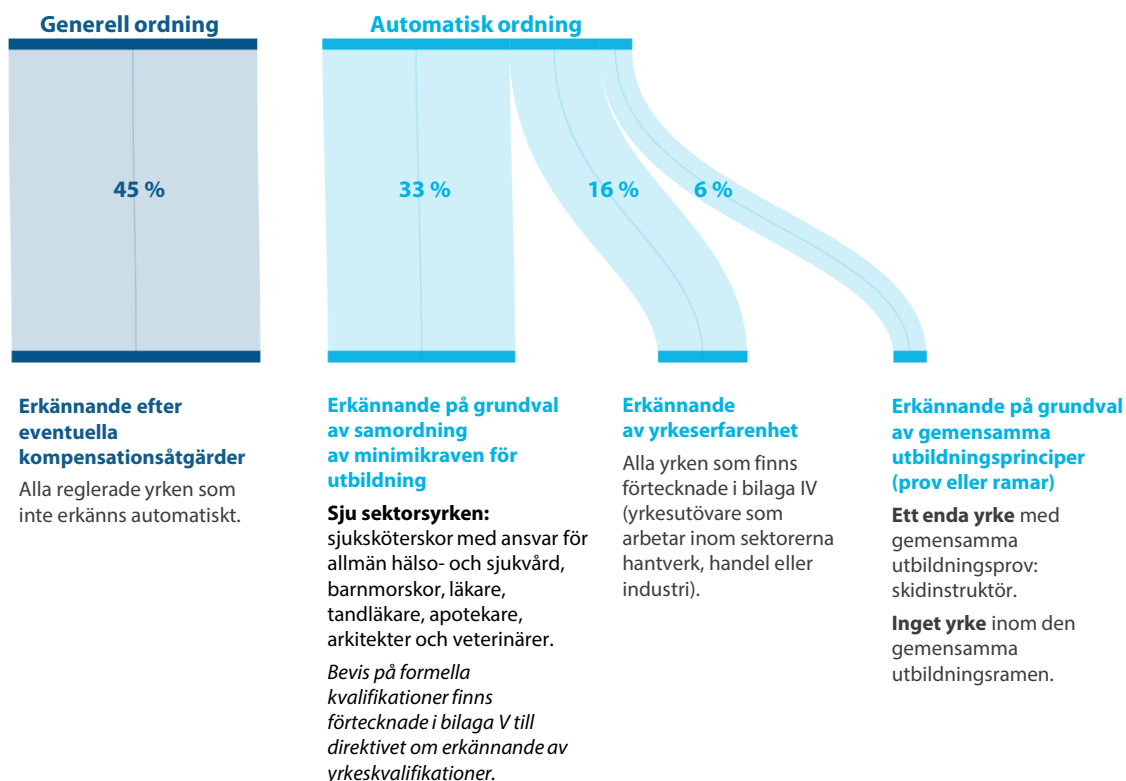 Generell ordning
Automatisk ordning
45 %
33 %
16 %
6 %
Erkännande efter
eventuella
kompensationsåtgärder
Alla reglerade yrken som
inte erkänns automatiskt.
Erkännande på grundval
av samordning
av minimikraven för
utbildning
Sju sektorsyrken:
sjuksköterskor med ansvar för
allmän hälso- och sjukvård,
barnmorskor, läkare,
tandläkare, apotekare,
arkitekter och veterinärer.
Bevis på formella
kvalifikationer finns
förtecknade i bilaga V till
direktivet om erkännande av
yrkeskvalifikationer.
Erkännande
av yrkeserfarenhet
Alla yrken som finns
förtecknade i bilaga IV
(yrkesutövare som
arbetar inom sektorerna
hantverk, handel eller
industri).
Erkännande på grundval
av gemensamma
utbildningsprinciper
(prov eller ramar)
Ett enda yrke med
gemensamma
utbildningsprov:
skidinstruktör.
Inget yrke inom den
gemensamma
utbildningsramen.